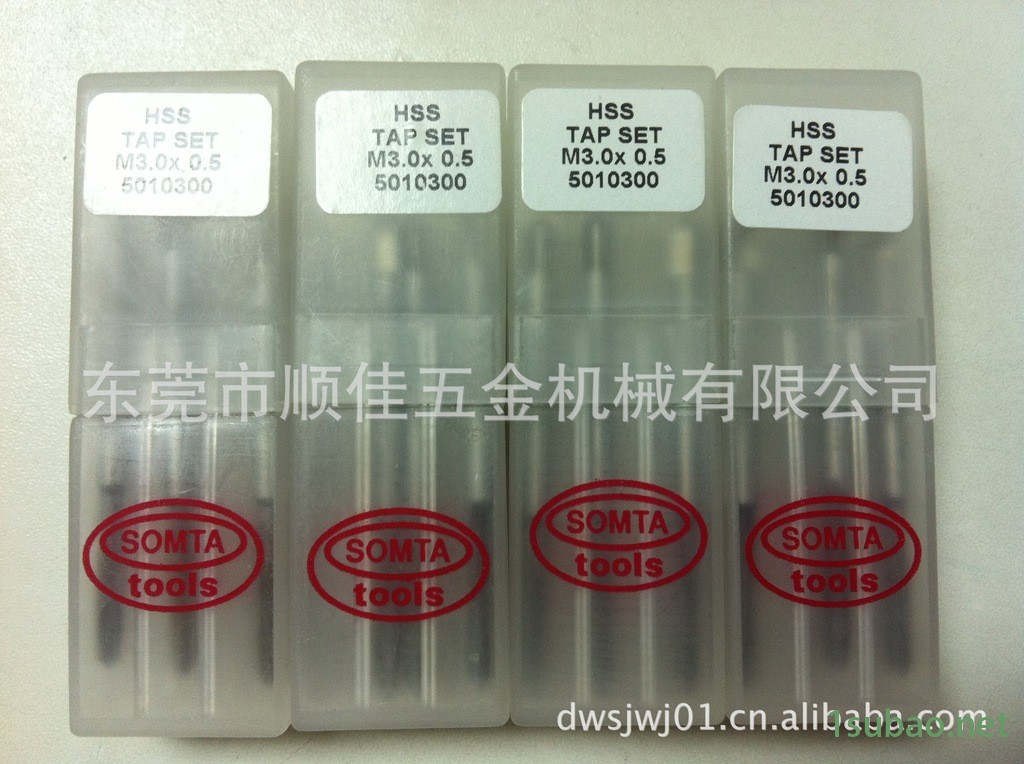 HSS
TAP SET
M3.0x 0.5
5010300
HSS
TAP SET
M3.0x 0.5
5010300
HSS
TAP SET
M3.0x 0.5
5010300
HSS
TAP SET
M3.0x 0.5
5010300
东莞市顺佳五金机械有限公司
SOMTA
tools
SOMTA
tools
SOMTA
tools
SOMTA
tools
dwsjwj01.cn.alibaba.com
1subao.net